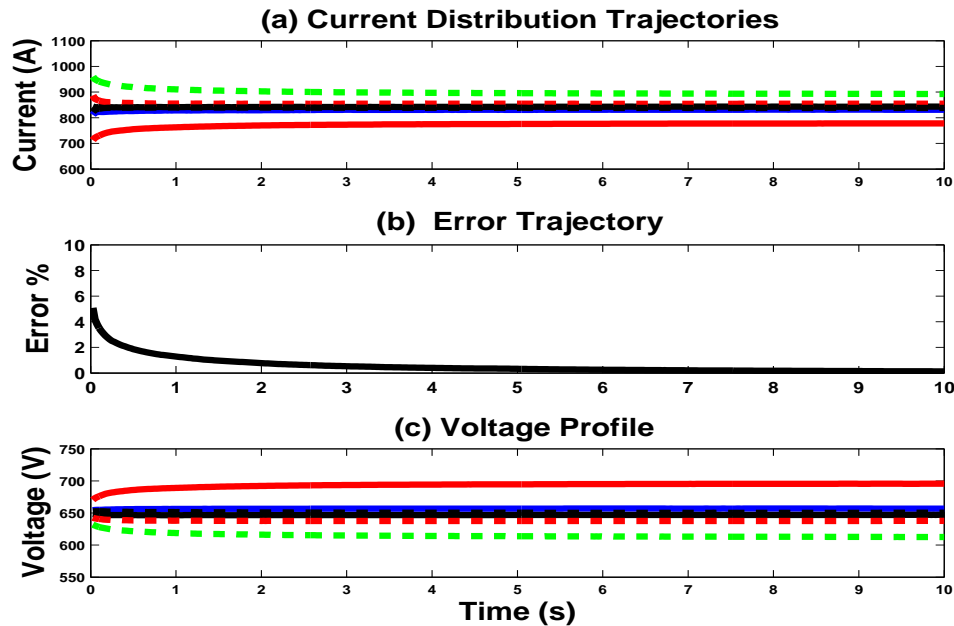 (a) Current Distribution Trajectories
Current (A)
1100
1000
900
800
700
600
0 1 2 3 4 5 6 7 8 9 10
(b) Error Trajectory
Error %
10
8
6
4
2
0
0 1 2 3 4 5 6 7 8 9 10
(c) Voltage Profile
Voltage (V)
750
700
650
600
550
0 1 2 3 4 5 6 7 8 9 10
Time (s)